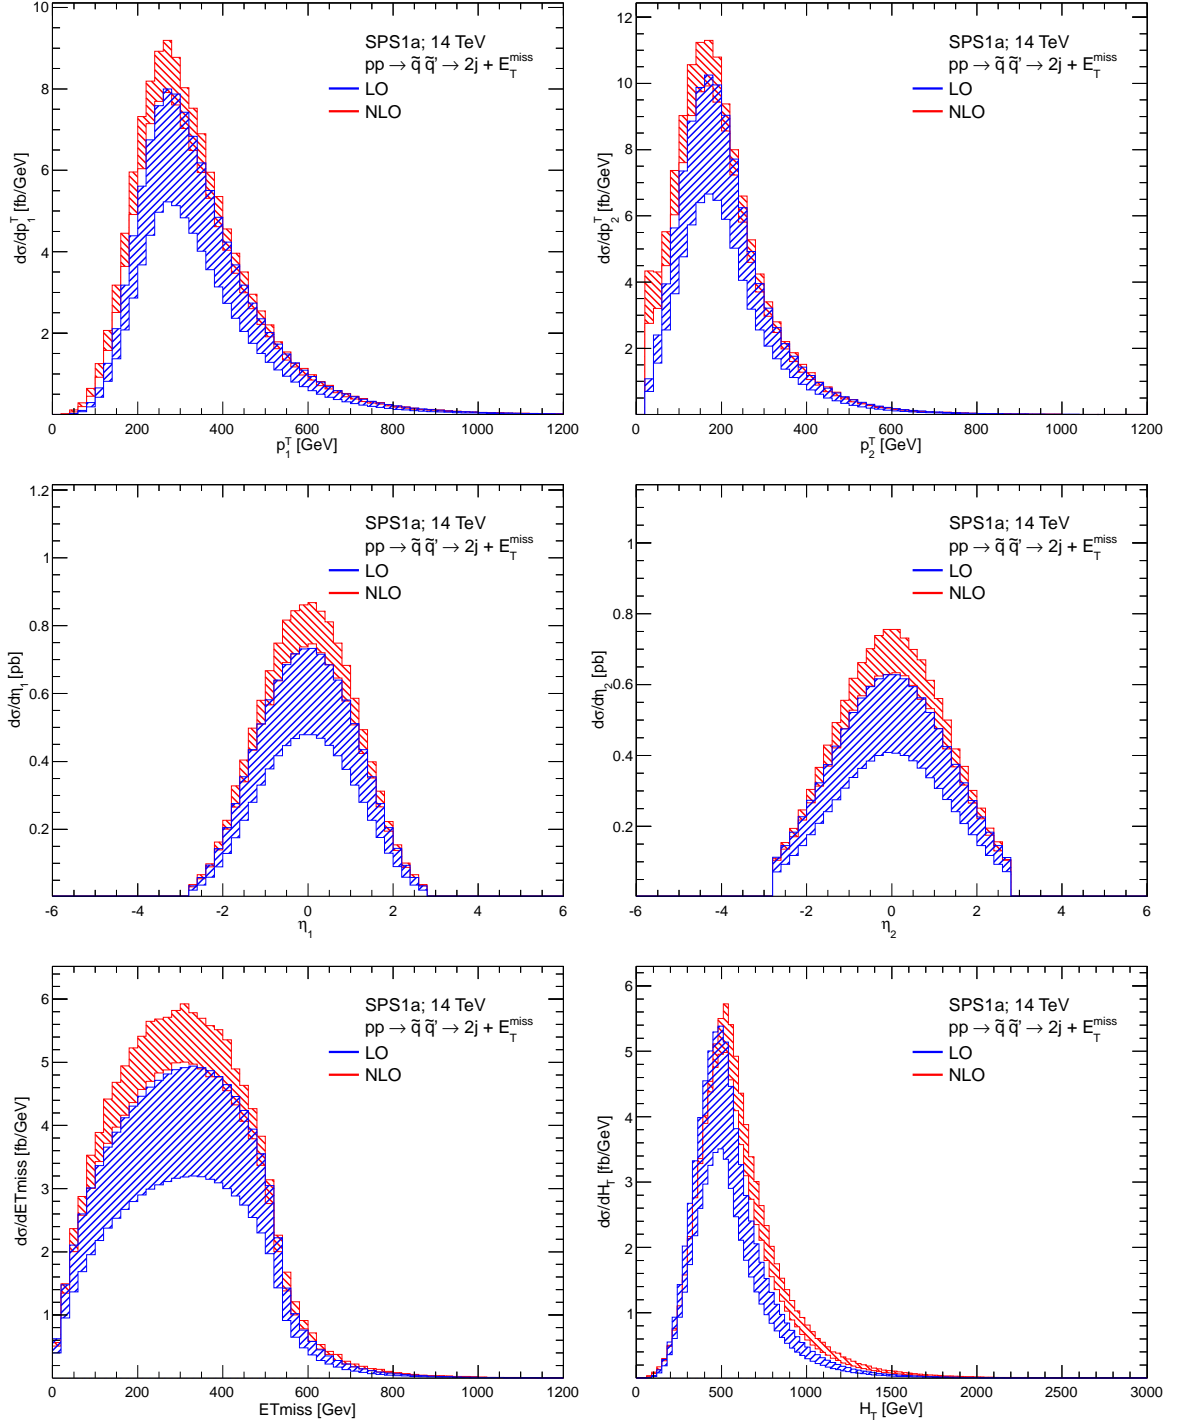 dσ/dp₁ᵀ [fb/GeV]
10
8
6
4
2
SPS1a; 14 TeV
pp → q̃ q̃' → 2j + E_T^miss
LO
NLO
0 200 400 600 800 1000 1200
p₁ᵀ [GeV]
dσ/dp₂ᵀ [fb/GeV]
12
10
8
6
4
2
SPS1a; 14 TeV
pp → q̃ q̃' → 2j + E_T^miss
LO
NLO
0 200 400 600 800 1000 1200
p₂ᵀ [GeV]
dσ/dη₁ [pb]
1.2
1
0.8
0.6
0.4
0.2
SPS1a; 14 TeV
pp → q̃ q̃' → 2j + E_T^miss
LO
NLO
-6 -4 -2 0 2 4 6
η₁
dσ/dη₂ [pb]
1
0.8
0.6
0.4
0.2
SPS1a; 14 TeV
pp → q̃ q̃' → 2j + E_T^miss
LO
NLO
-6 -4 -2 0 2 4 6
η₂
dσ/dETmiss [fb/GeV]
6
5
4
3
2
1
SPS1a; 14 TeV
pp → q̃ q̃' → 2j + E_T^miss
LO
NLO
0 200 400 600 800 1000 1200
ETmiss [Gev]
dσ/dH_T [fb/GeV]
6
5
4
3
2
1
SPS1a; 14 TeV
pp → q̃ q̃' → 2j + E_T^miss
LO
NLO
0 500 1000 1500 2000 2500 3000
H_T [GeV]